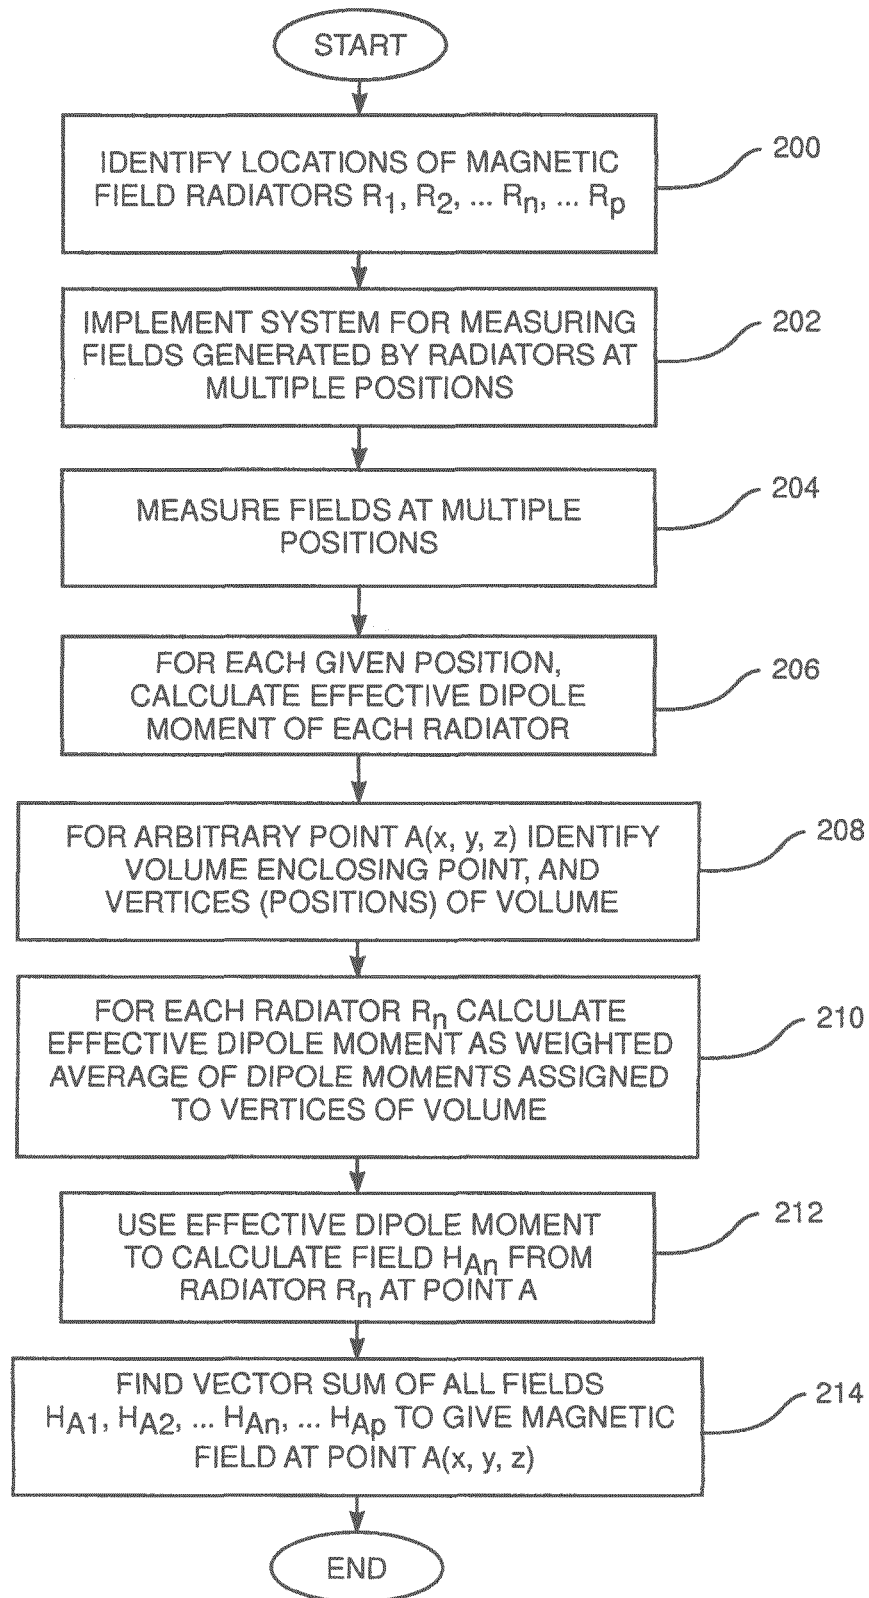 START
IDENTIFY LOCATIONS OF MAGNETIC
FIELD RADIATORS R1, R2, ... Rn, ... Rp
200
IMPLEMENT SYSTEM FOR MEASURING
FIELDS GENERATED BY RADIATORS AT
MULTIPLE POSITIONS
202
MEASURE FIELDS AT MULTIPLE
POSITIONS
204
FOR EACH GIVEN POSITION,
CALCULATE EFFECTIVE DIPOLE
MOMENT OF EACH RADIATOR
206
FOR ARBITRARY POINT A(x, y, z) IDENTIFY
VOLUME ENCLOSING POINT, AND
VERTICES (POSITIONS) OF VOLUME
208
FOR EACH RADIATOR Rn CALCULATE
EFFECTIVE DIPOLE MOMENT AS WEIGHTED
AVERAGE OF DIPOLE MOMENTS ASSIGNED
TO VERTICES OF VOLUME
210
USE EFFECTIVE DIPOLE MOMENT
TO CALCULATE FIELD HAn FROM
RADIATOR Rn AT POINT A
212
FIND VECTOR SUM OF ALL FIELDS
HA1, HA2, ... HAn, ... HAp TO GIVE MAGNETIC
FIELD AT POINT A(x, y, z)
214
END